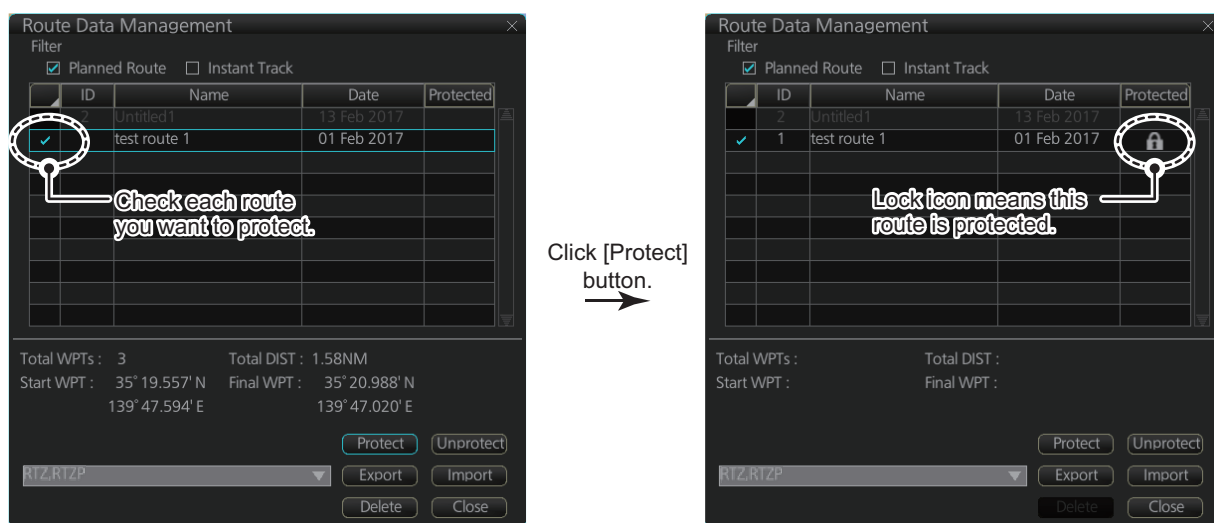 Route Data Management
Filter
Planned Route Instant Track
ID Name Date Protected
2 Untitled1 13 Feb 2017
test route 1 01 Feb 2017
Check each route
you want to protect.
Total WPTs : 3 Total DIST : 1.58NM
Start WPT : 35°19.557' N Final WPT : 35°20.988' N
139°47.594' E 139°47.020' E
Protect Unprotect
RTZ,RTZP Export Import
Delete Close
Click [Protect]
button.
Route Data Management
Filter
Planned Route Instant Track
ID Name Date Protected
2 Untitled1 13 Feb 2017
1 test route 1 01 Feb 2017
Lock icon means this
route is protected.
Total WPTs : Total DIST :
Start WPT : Final WPT :
Protect Unprotect
RTZ,RTZP Export Import
Delete Close